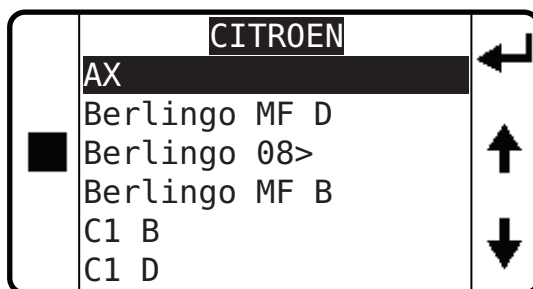 CITROEN
AX
Berlingo MF D
Berlingo 08>
Berlingo MF B
C1 B
C1 D